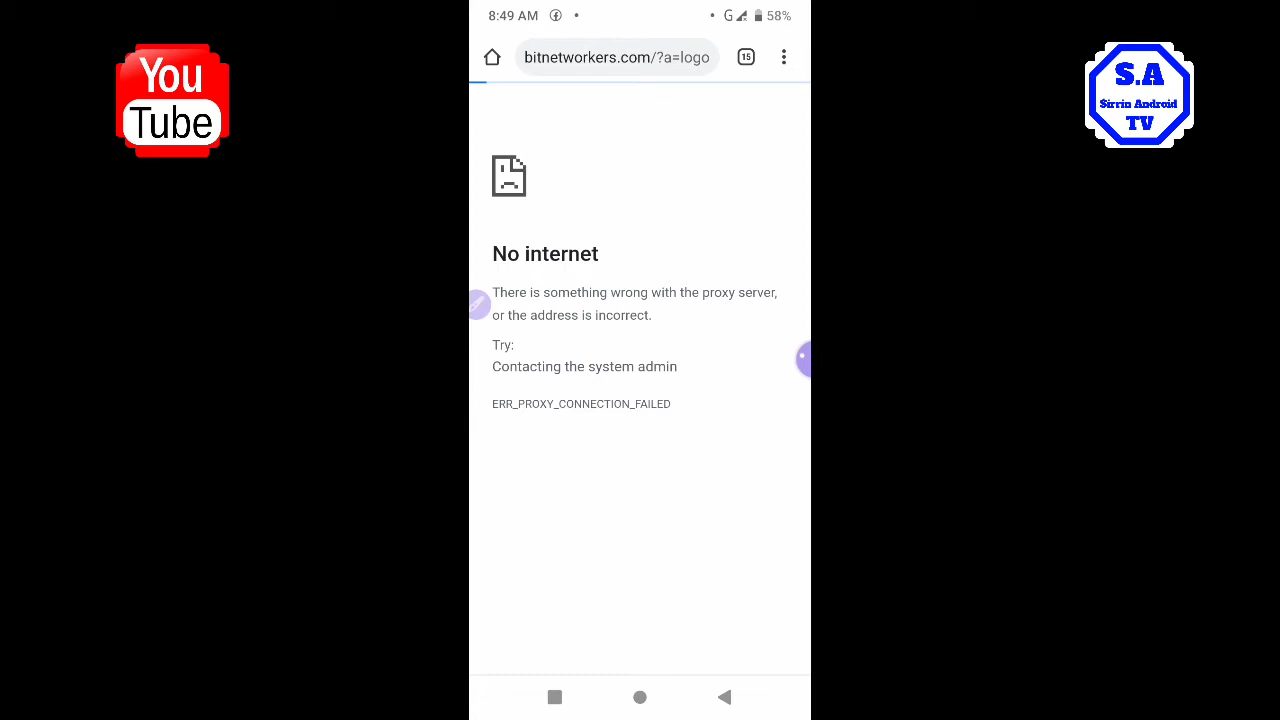 You
Tube
8:49 AM
G 58%
bitnetworkers.com/?a=logo
15
S.A
Sirrin Android
TV
No internet
There is something wrong with the proxy server,
or the address is incorrect.
Try:
Contacting the system admin
ERR_PROXY_CONNECTION_FAILED